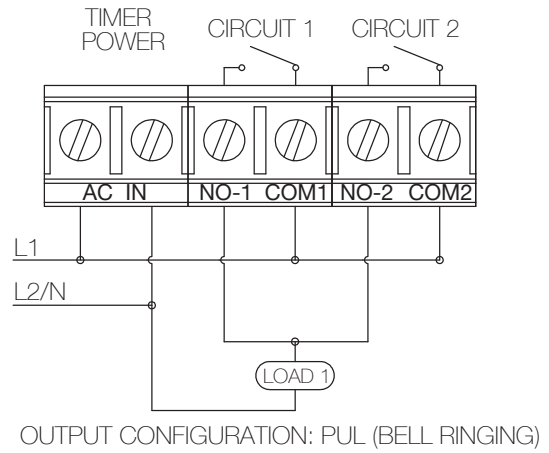 TIMER
POWER
CIRCUIT 1
CIRCUIT 2
AC IN
NO-1 COM1
NO-2 COM2
L1
L2/N
LOAD 1
OUTPUT CONFIGURATION: PUL (BELL RINGING)